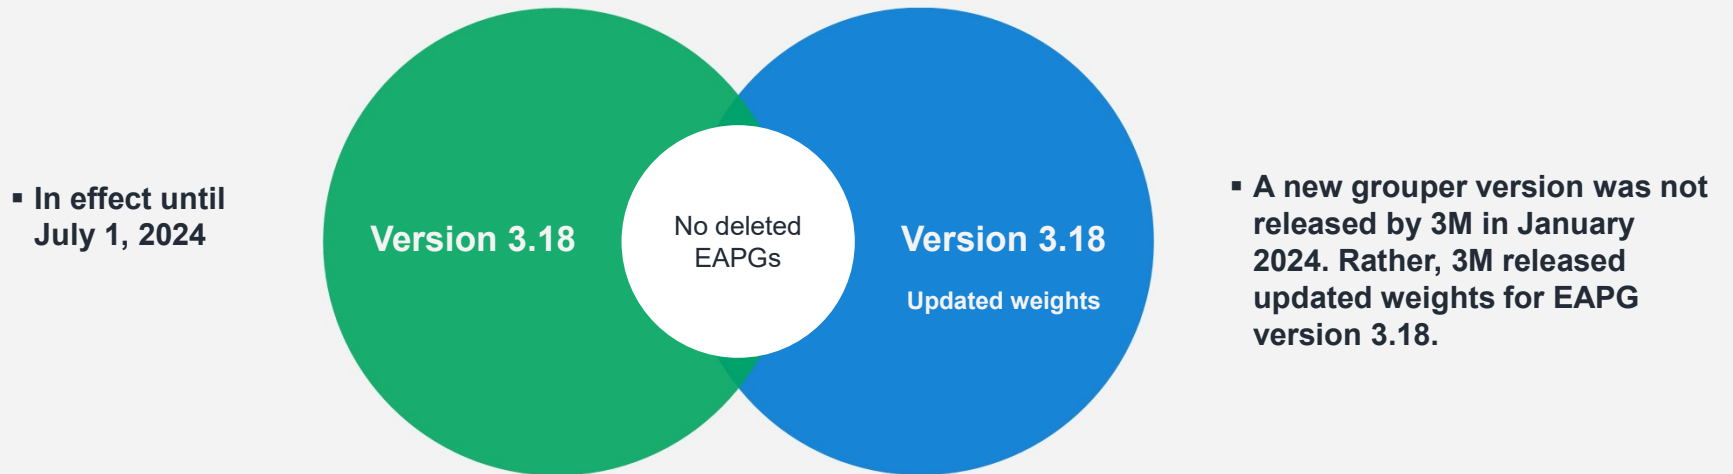 ▪ In effect until
July 1, 2024
Version 3.18
No deleted
EAPGs
Version 3.18
Updated weights
▪ A new grouper version was not
released by 3M in January
2024. Rather, 3M released
updated weights for EAPG
version 3.18.